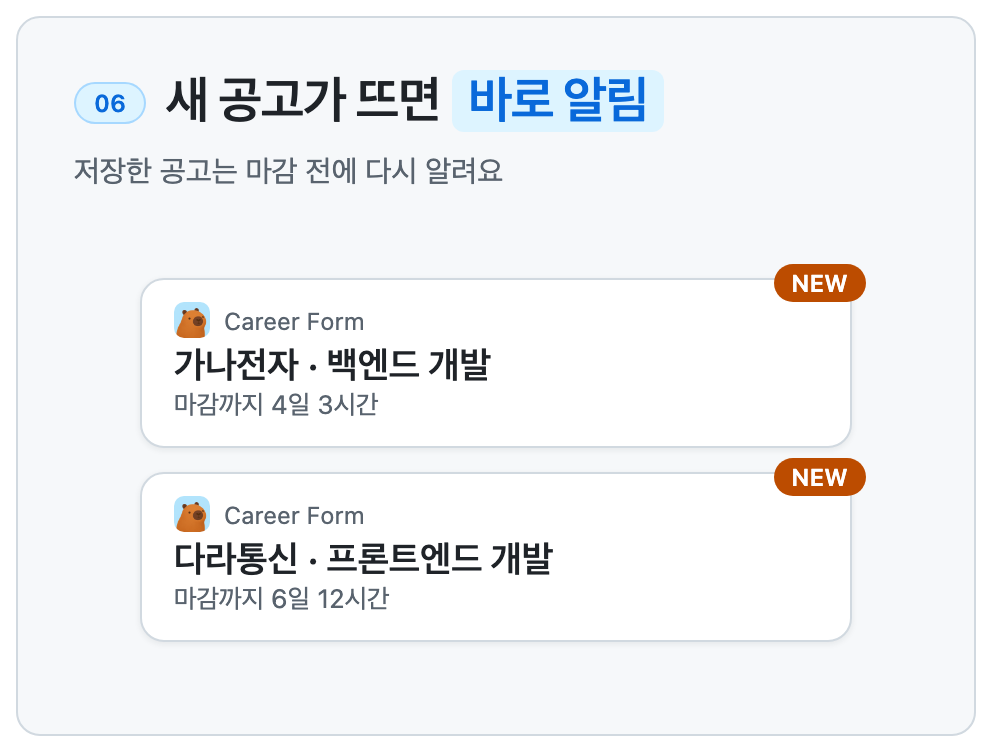 06 새 공고가 뜨면 바로 알림
저장한 공고는 마감 전에 다시 알려요
NEW
Career Form
가나전자 · 백엔드 개발
마감까지 4일 3시간
NEW
Career Form
다라통신 · 프론트엔드 개발
마감까지 6일 12시간